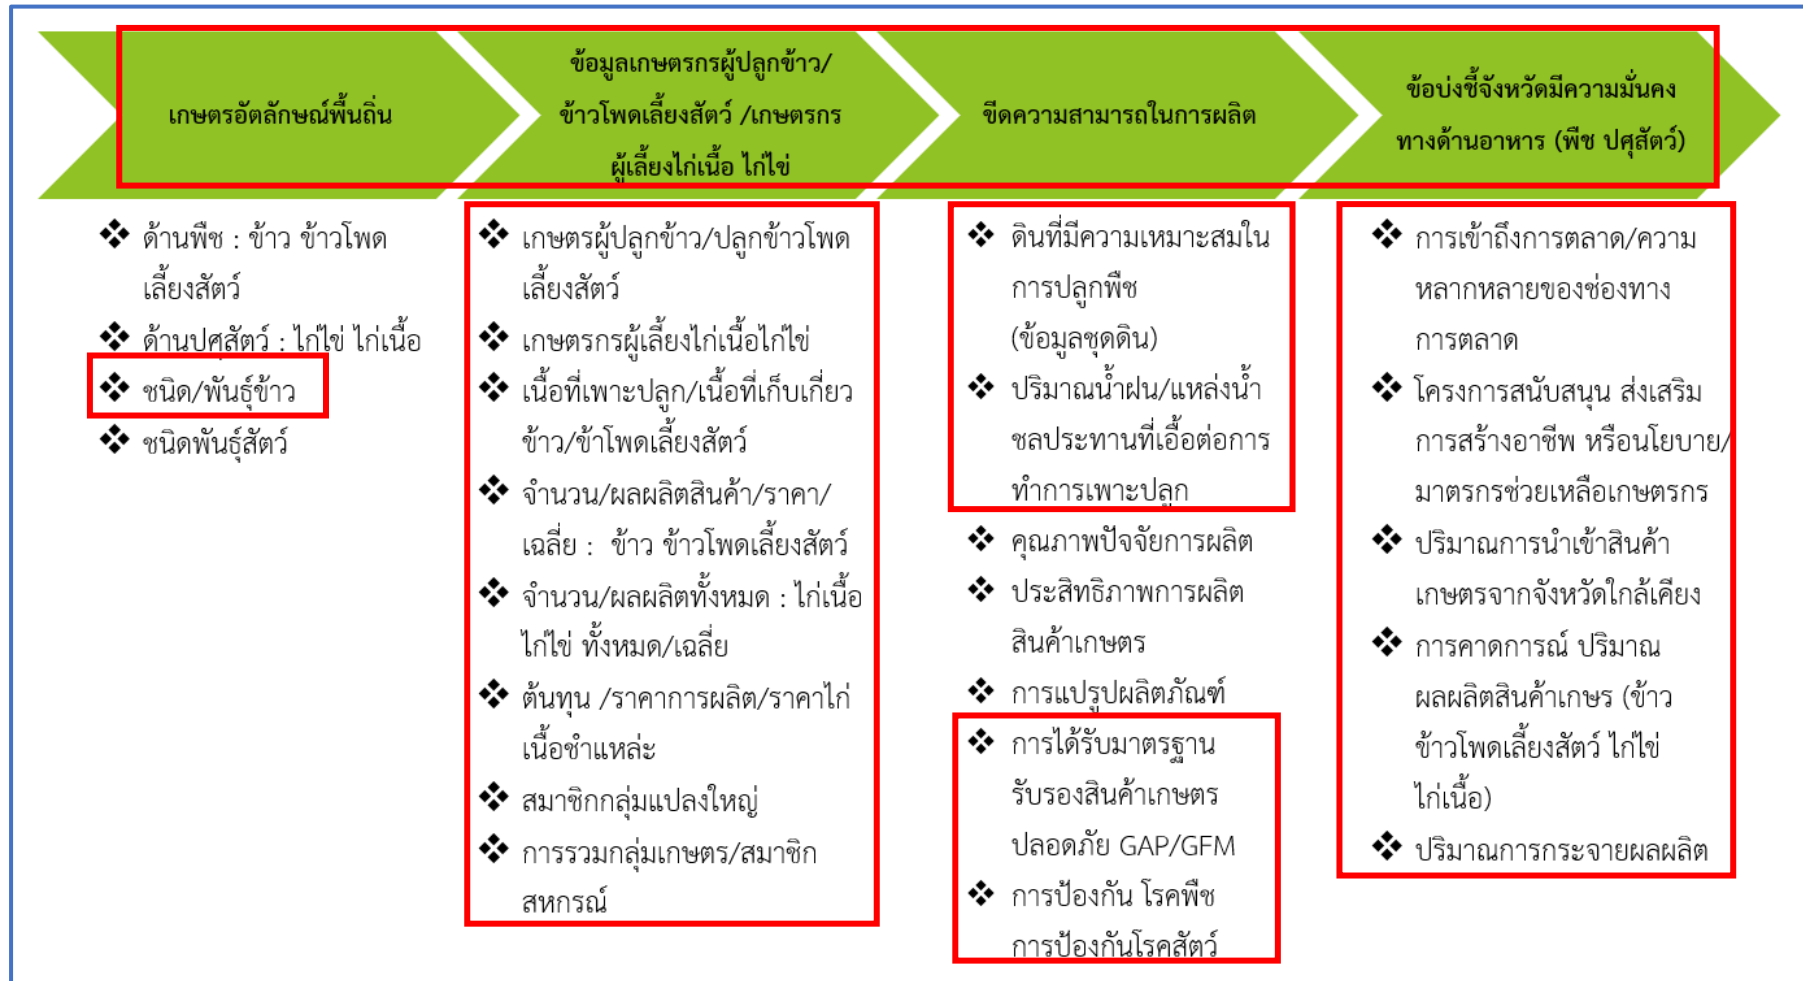 เกษตรอัตลักษณ์พื้นถิ่น
ข้อมูลเกษตรกรผู้ปลูกข้าว/
ข้าวโพดเลี้ยงสัตว์ /เกษตรกร
ผู้เลี้ยงไก่เนื้อ ไก่ไข่
ขีดความสามารถในการผลิต
ข้อบ่งชี้จังหวัดมีความมั่นคง
ทางด้านอาหาร (พืช ปศุสัตว์)
❖ ด้านพืช : ข้าว ข้าวโพด
เลี้ยงสัตว์
❖ ด้านปศุสัตว์ : ไก่ไข่ ไก่เนื้อ
❖ ชนิด/พันธุ์ข้าว
❖ ชนิดพันธุ์สัตว์
❖ เกษตรผู้ปลูกข้าว/ปลูกข้าวโพด
เลี้ยงสัตว์
❖ เกษตรกรผู้เลี้ยงไก่เนื้อไก่ไข่
❖ เนื้อที่เพาะปลูก/เนื้อที่เก็บเกี่ยว
ข้าว/ข้าโพดเลี้ยงสัตว์
❖ จำนวน/ผลผลิตสินค้า/ราคา/
เฉลี่ย : ข้าว ข้าวโพดเลี้ยงสัตว์
❖ จำนวน/ผลผลิตทั้งหมด : ไก่เนื้อ
ไก่ไข่ ทั้งหมด/เฉลี่ย
❖ ต้นทุน /ราคาการผลิต/ราคาไก่
เนื้อชำแหล่ะ
❖ สมาชิกกลุ่มแปลงใหญ่
❖ การรวมกลุ่มเกษตร/สมาชิก
สหกรณ์
❖ ดินที่มีความเหมาะสมใน
การปลูกพืช
(ข้อมูลชุดดิน)
❖ ปริมาณน้ำฝน/แหล่งน้ำ
ชลประทานที่เอื้อต่อการ
ทำการเพาะปลูก
❖ คุณภาพปัจจัยการผลิต
❖ ประสิทธิภาพการผลิต
สินค้าเกษตร
❖ การแปรูปผลิตภัณฑ์
❖ การได้รับมาตรฐาน
รับรองสินค้าเกษตร
ปลอดภัย GAP/GFM
❖ การป้องกัน โรคพืช
การป้องกันโรคสัตว์
❖ การเข้าถึงการตลาด/ความ
หลากหลายของช่องทาง
การตลาด
❖ โครงการสนับสนุน ส่งเสริม
การสร้างอาชีพ หรือนโยบาย/
มาตรกรช่วยเหลือเกษตรกร
❖ ปริมาณการนำเข้าสินค้า
เกษตรจากจังหวัดใกล้เคียง
❖ การคาดการณ์ ปริมาณ
ผลผลิตสินค้าเกษร (ข้าว
ข้าวโพดเลี้ยงสัตว์ ไก่ไข่
ไก่เนื้อ)
❖ ปริมาณการกระจายผลผลิต